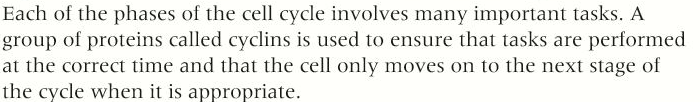 Each of the phases of the cell cycle involves many important tasks. A
group of proteins called cyclins is used to ensure that tasks are performed
at the correct time and that the cell only moves on to the next stage of
the cycle when it is appropriate.